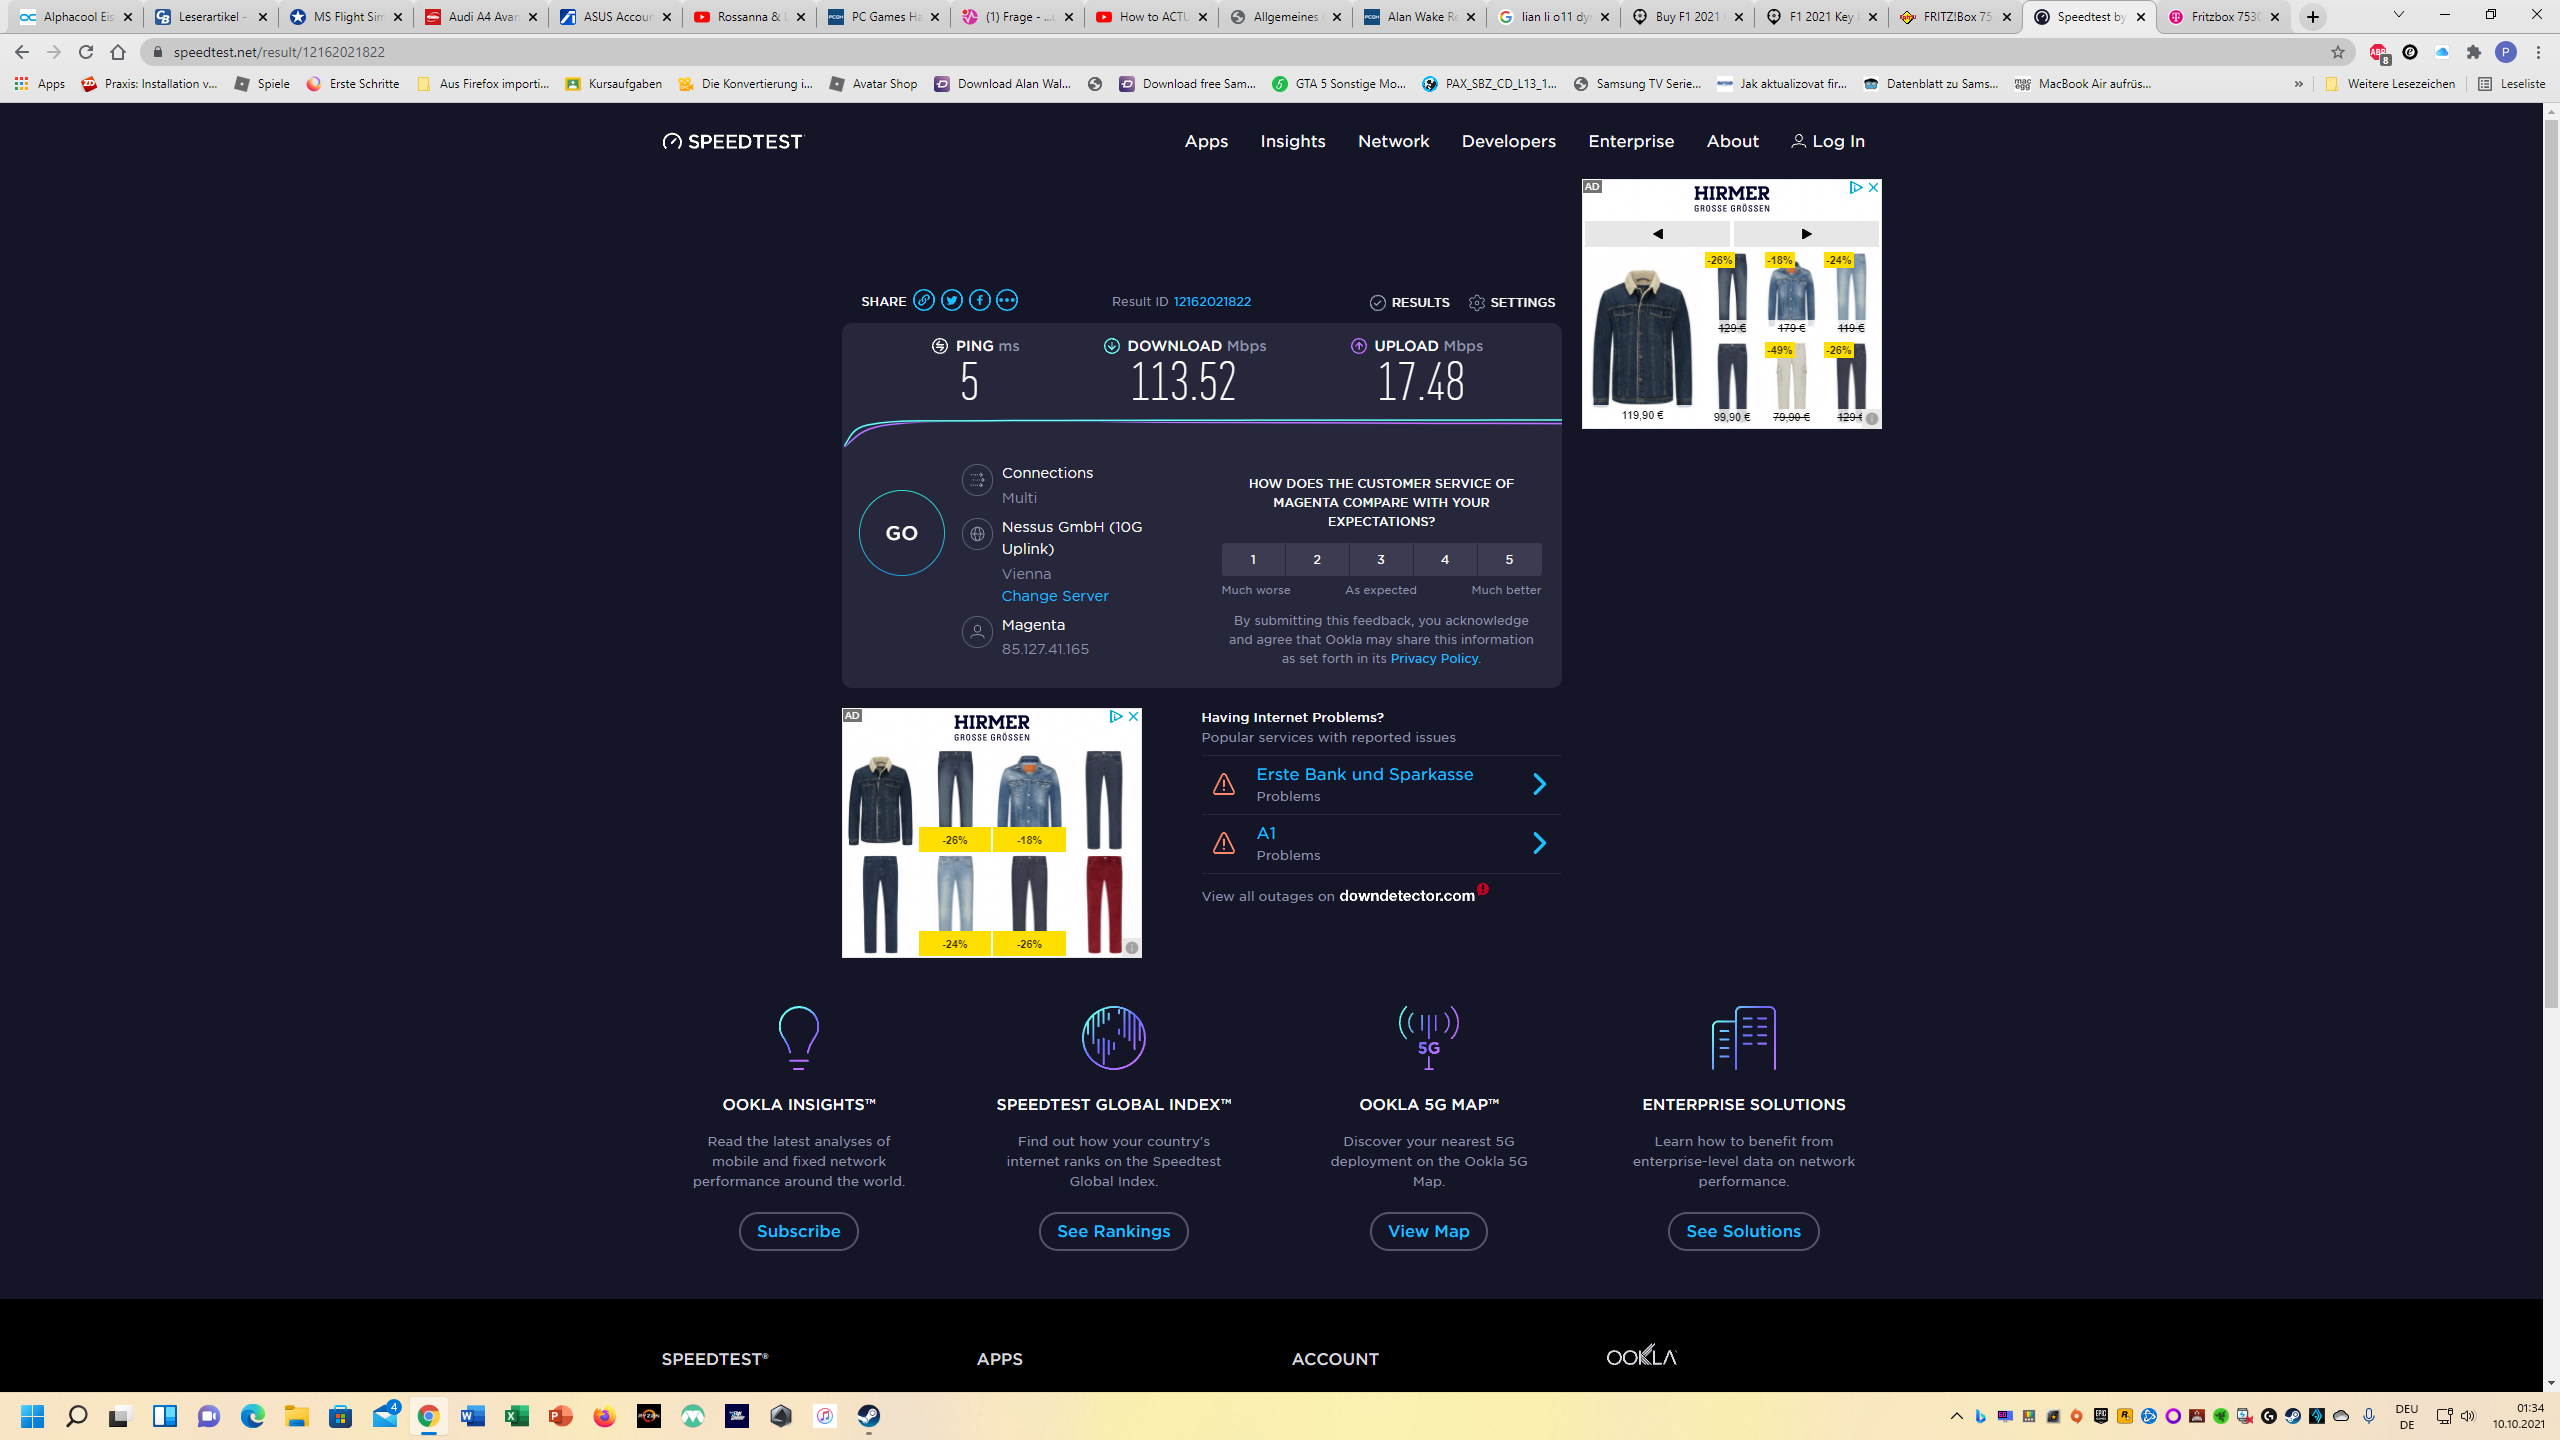 Alphacool Eis
Leserartikel -
MS Flight Sim
Audi A4 Avan
ASUS Accoun
Rossanna &
PC Games Ha
(1) Frage -
How to ACTU
Allgemeines
Alan Wake Re
lian li o11 dy
Buy F1 2021
F1 2021 Key
FRITZ!Box 75
Speedtest by
Fritzbox 7530
speedtest.net/result/12162021822
ABP
8
P
Apps
Praxis: Installation v...
Spiele
Erste Schritte
Aus Firefox importi...
Kursaufgaben
Die Konvertierung i...
Avatar Shop
Download Alan Wal...
Download free Sam...
GTA 5 Sonstige Mo...
PAX_SBZ_CD_L13_1...
Samsung TV Serie...
Jak aktualizovat fir...
Datenblatt zu Sams...
MacBook Air aufrüs...
»
Weitere Lesezeichen
Leseliste
SPEEDTEST
Apps
Insights
Network
Developers
Enterprise
About
Log In
AD
HIRMER
GROSSE GRÖSSEN
-26%
-18%
-24%
129 €
179 €
119 €
-49%
-26%
119,90 €
99,90 €
79,90 €
129 €
SHARE
Result ID 12162021822
RESULTS
SETTINGS
PING ms
5
DOWNLOAD Mbps
113.52
UPLOAD Mbps
17.48
GO
Connections
Multi
Nessus GmbH (10G
Uplink)
Vienna
Change Server
Magenta
85.127.41.165
HOW DOES THE CUSTOMER SERVICE OF
MAGENTA COMPARE WITH YOUR
EXPECTATIONS?
1 2 3 4 5
Much worse
As expected
Much better
By submitting this feedback, you acknowledge
and agree that Ookla may share this information
as set forth in its Privacy Policy.
AD
HIRMER
GROSSE GRÖSSEN
-26%
-18%
-24%
-26%
Having Internet Problems?
Popular services with reported issues
Erste Bank und Sparkasse
Problems
A1
Problems
View all outages on downdetector.com
OOKLA INSIGHTS™
Read the latest analyses of
mobile and fixed network
performance around the world.
Subscribe
SPEEDTEST GLOBAL INDEX™
Find out how your country's
internet ranks on the Speedtest
Global Index.
See Rankings
5G
OOKLA 5G MAP™
Discover your nearest 5G
deployment on the Ookla 5G
Map.
View Map
ENTERPRISE SOLUTIONS
Learn how to benefit from
enterprise-level data on network
performance.
See Solutions
SPEEDTEST®
APPS
ACCOUNT
OOKLA
4
DEU
DE
01:34
10.10.2021